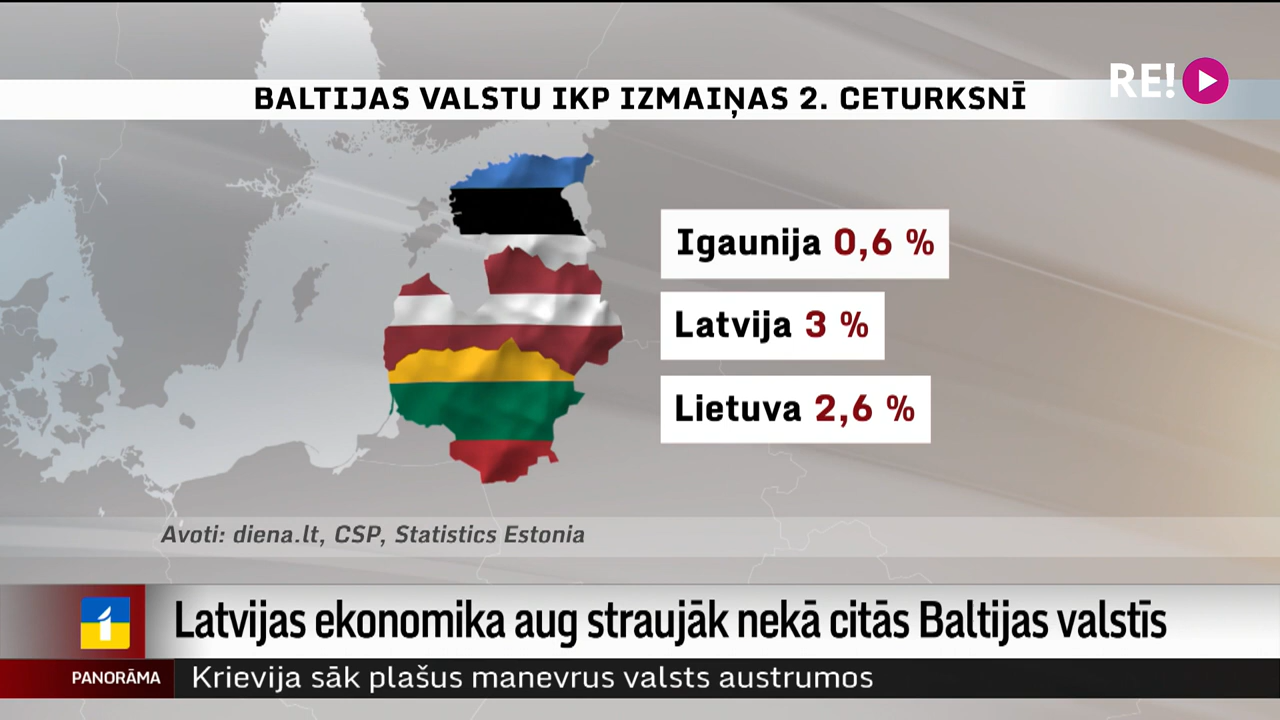 RE!
BALTIJAS VALSTU IKP IZMAIŅAS 2. CETURKSNĪ
Igaunija 0,6 %
Latvija 3 %
Lietuva 2,6 %
Avoti: diena.lt, CSP, Statistics Estonia
1
Latvijas ekonomika aug straujāk nekā citās Baltijas valstīs
PANORĀMA
Krievija sāk plašus manevrus valsts austrumos